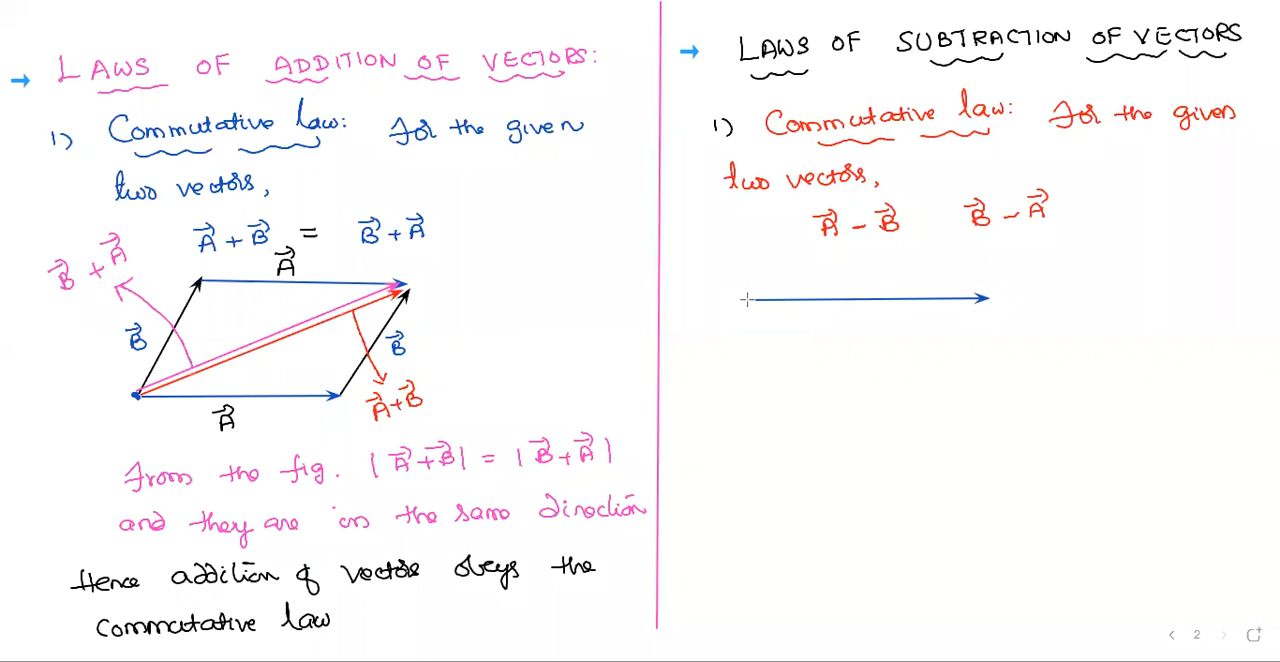 → LAWS OF ADDITION OF VECTORS:
1) Commutative law: For the given
two vectors,
A⃗ + B⃗ = B⃗ + A⃗
B⃗ + A⃗
A⃗
B⃗
B⃗
A⃗ + B⃗
A⃗
From the fig. |A⃗ + B⃗| = |B⃗ + A⃗|
and they are in the same direction
Hence addition of vectors obeys the
commutative law
→ LAWS OF SUBTRACTION OF VECTORS
1) Commutative law: For the given
two vectors,
A⃗ − B⃗ B⃗ − A⃗
< 2 >